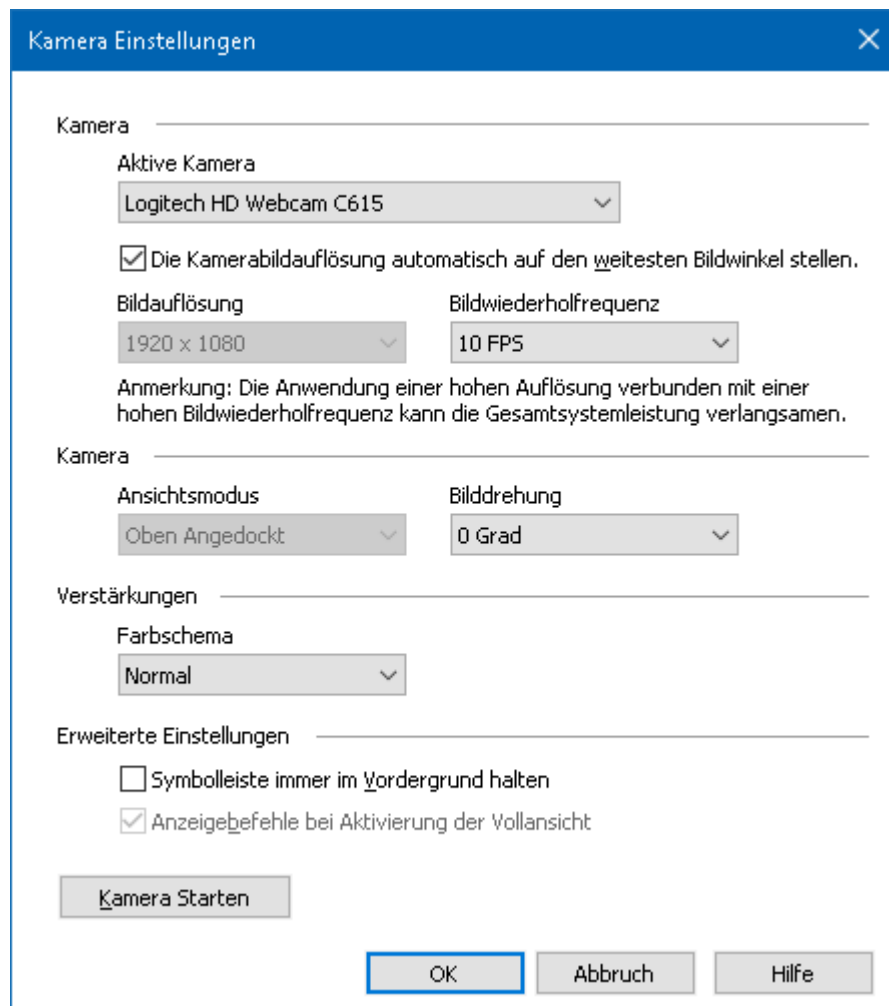 Kamera Einstellungen
Kamera
Aktive Kamera
Logitech HD Webcam C615
Die Kamerabildauflösung automatisch auf den weitesten Bildwinkel stellen.
Bildauflösung Bildwiederholfrequenz
1920 x 1080 10 FPS
Anmerkung: Die Anwendung einer hohen Auflösung verbunden mit einer
hohen Bildwiederholfrequenz kann die Gesamtsystemleistung verlangsamen.
Kamera
Ansichtsmodus Bilddrehung
Oben Angedockt 0 Grad
Verstärkungen
Farbschema
Normal
Erweiterte Einstellungen
Symbolleiste immer im Vordergrund halten
Anzeigebefehle bei Aktivierung der Vollansicht
Kamera Starten
OK Abbruch Hilfe